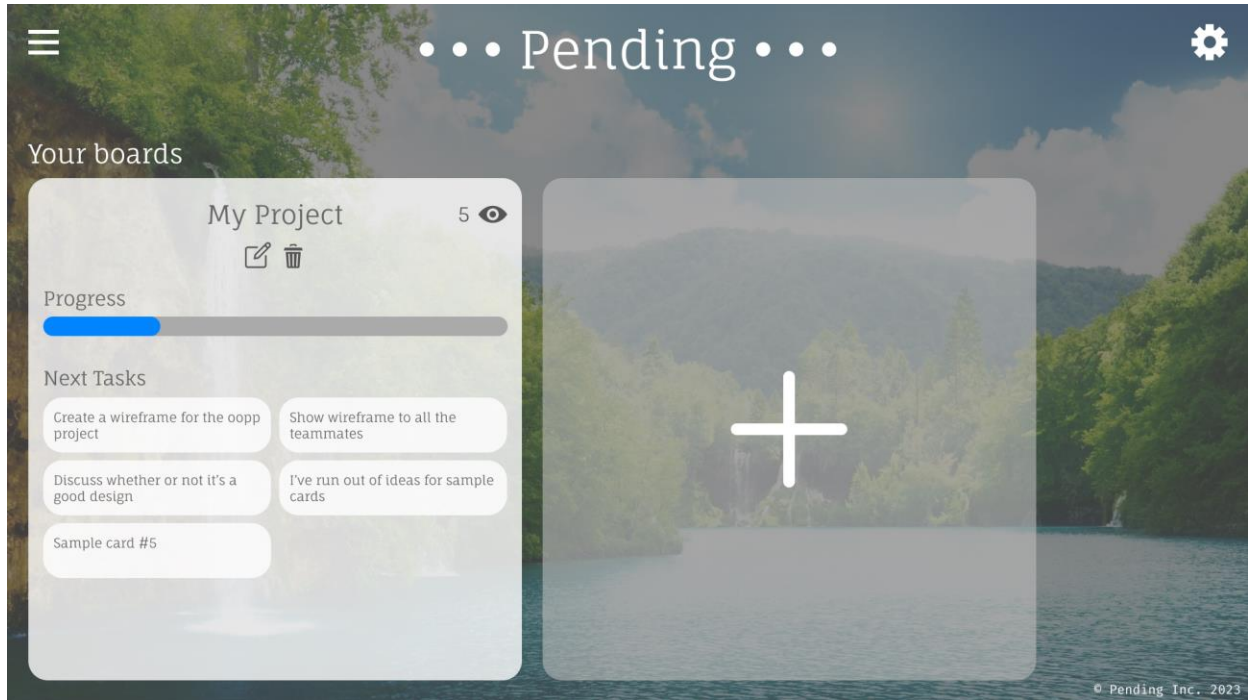 ••• Pending •••
Your boards
My Project
5
Progress
Next Tasks
Create a wireframe for the oopp
project
Show wireframe to all the
teammates
Discuss whether or not it's a
good design
I've run out of ideas for sample
cards
Sample card #5
© Pending Inc. 2023